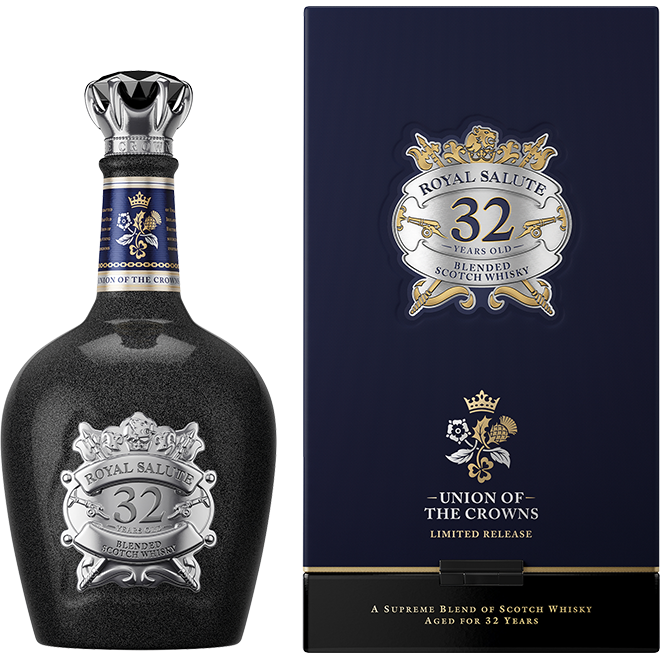 CROWN
UNION OF THE CROWNS
ROYAL SALUTE
32
YEARS OLD
BLENDED
SCOTCH WHISKY
ROYAL SALUTE
32
YEARS OLD
BLENDED
SCOTCH WHISKY
UNION OF
THE CROWNS
LIMITED RELEASE
A SUPREME BLEND OF SCOTCH WHISKY
AGED FOR 32 YEARS